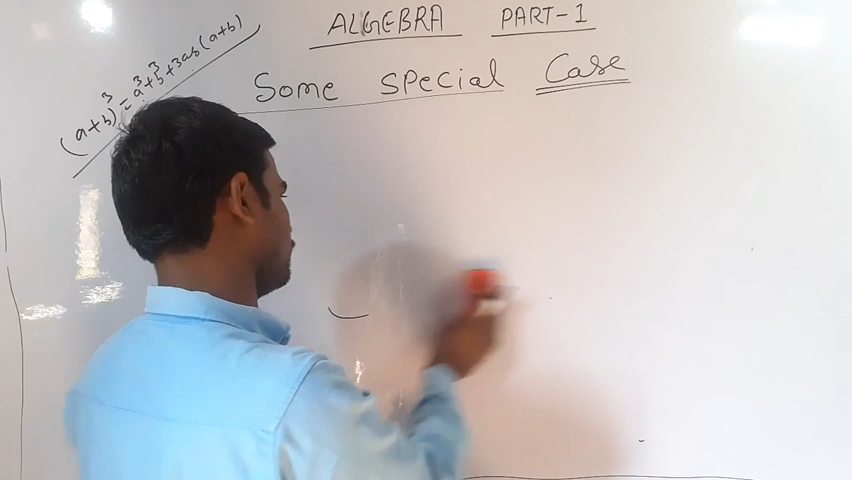 ALGEBRA PART-1
(a+b)³ = a³+b³+3ab(a+b)
Some Special Case